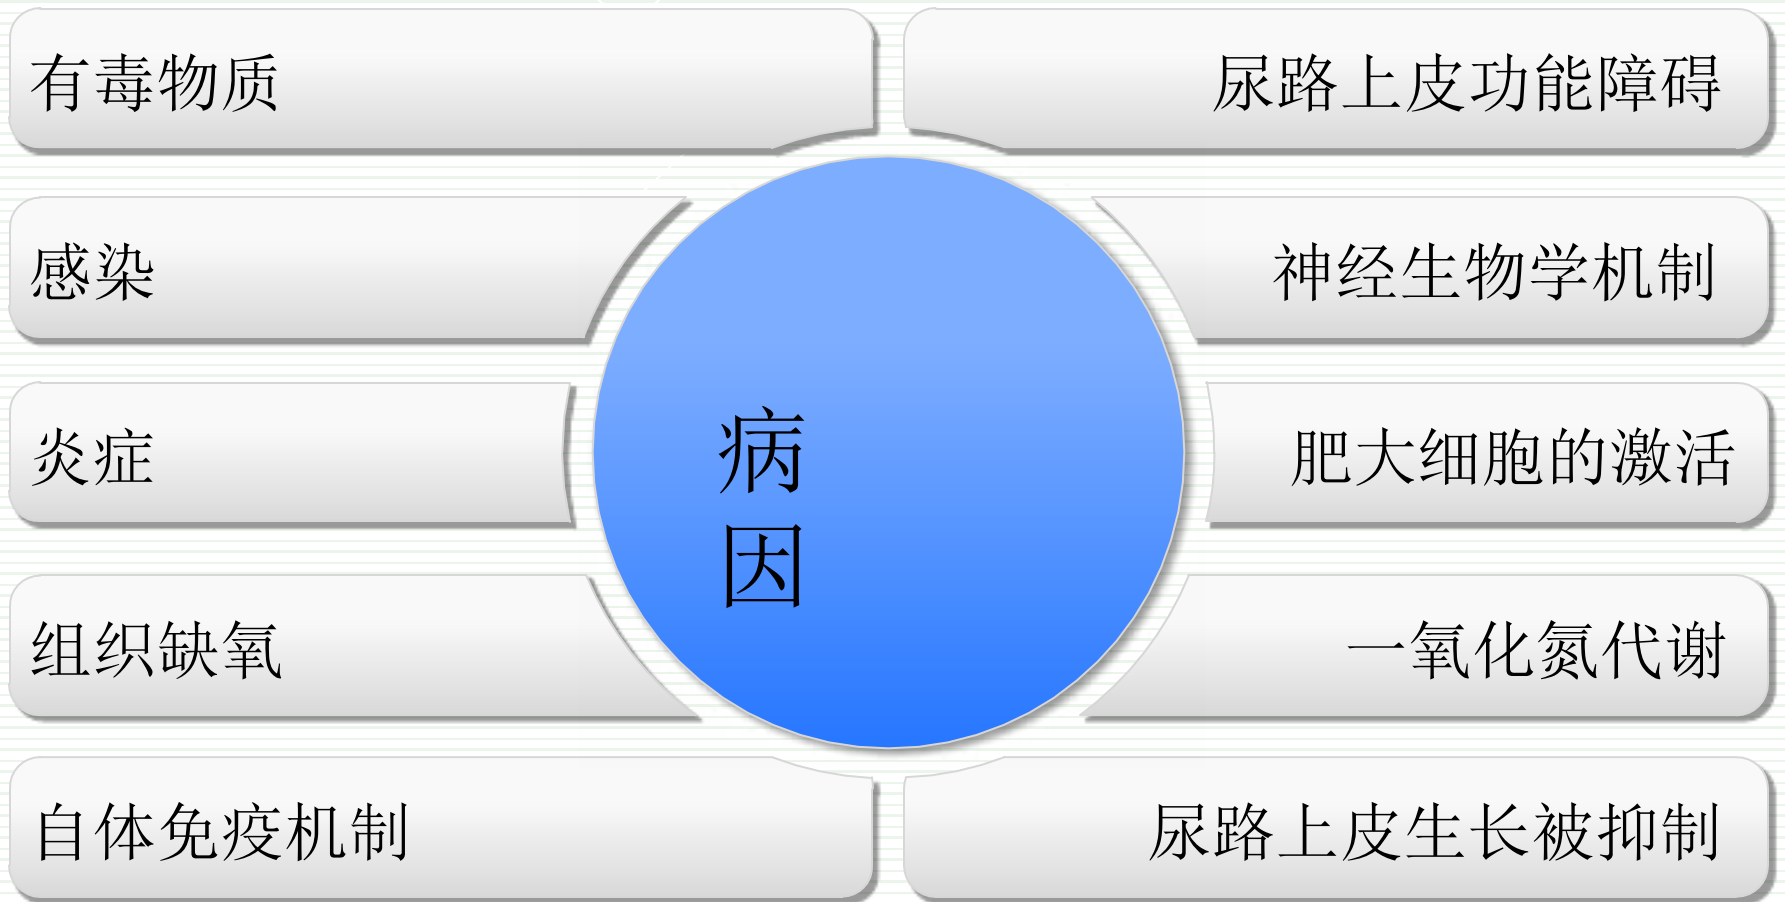 有毒物质
尿路上皮功能障碍
感染
神经生物学机制
炎症
肥大细胞的激活
病
因
组织缺氧
一氧化氮代谢
自体免疫机制
尿路上皮生长被抑制